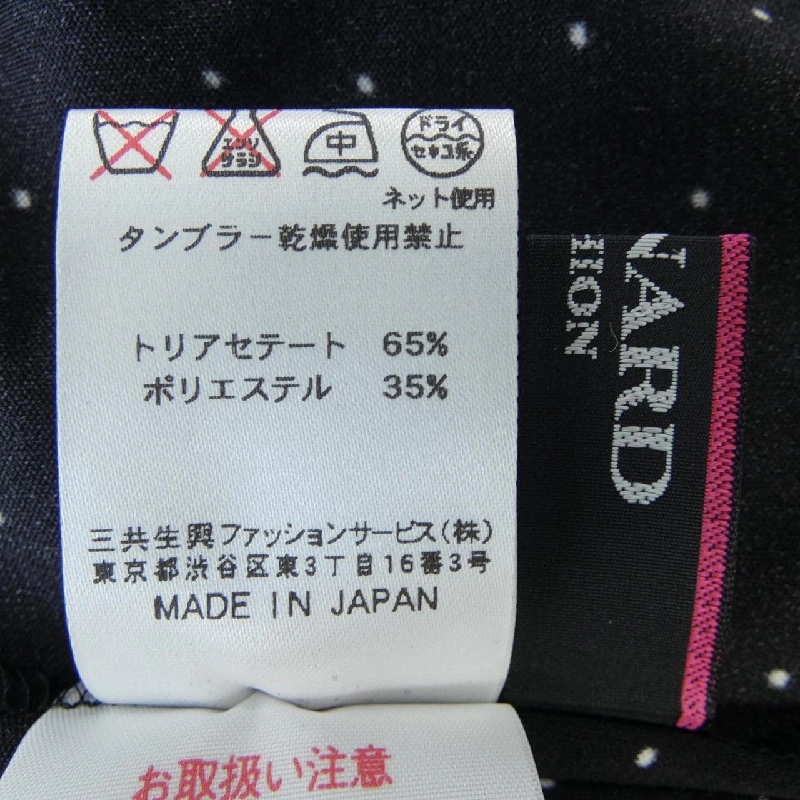 エンソ
サラシ
中
ドライ
セキユ系
ネット使用
タンブラー乾燥使用禁止
トリアセテート 65%
ポリエステル 35%
三共生興ファッションサービス(株)
東京都渋谷区東3丁目16番3号
MADE IN JAPAN
お取扱い注意
NARD
HION